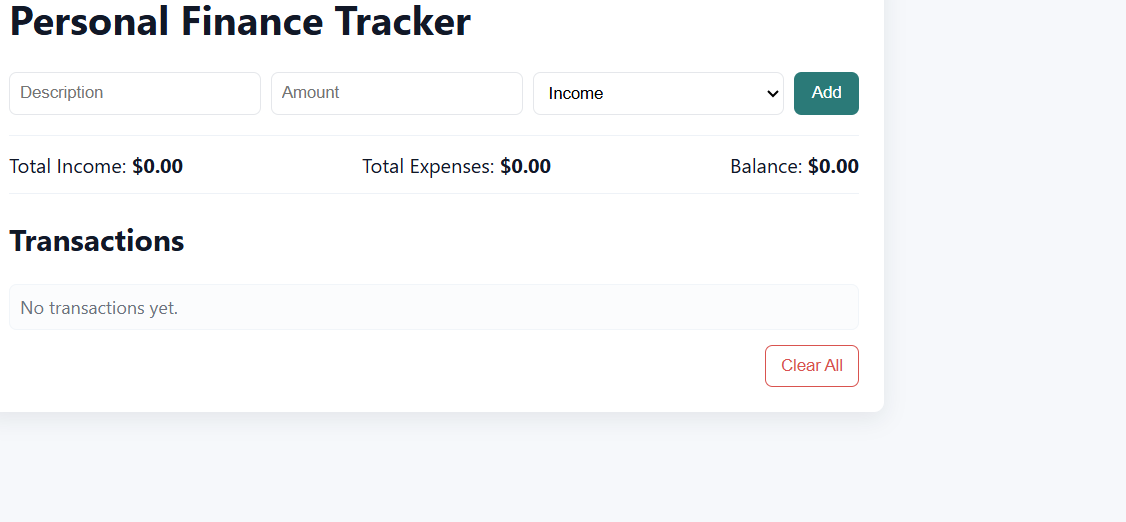 Personal Finance Tracker
Description Amount Income Add
Total Income: $0.00 Total Expenses: $0.00 Balance: $0.00
Transactions
No transactions yet.
Clear All